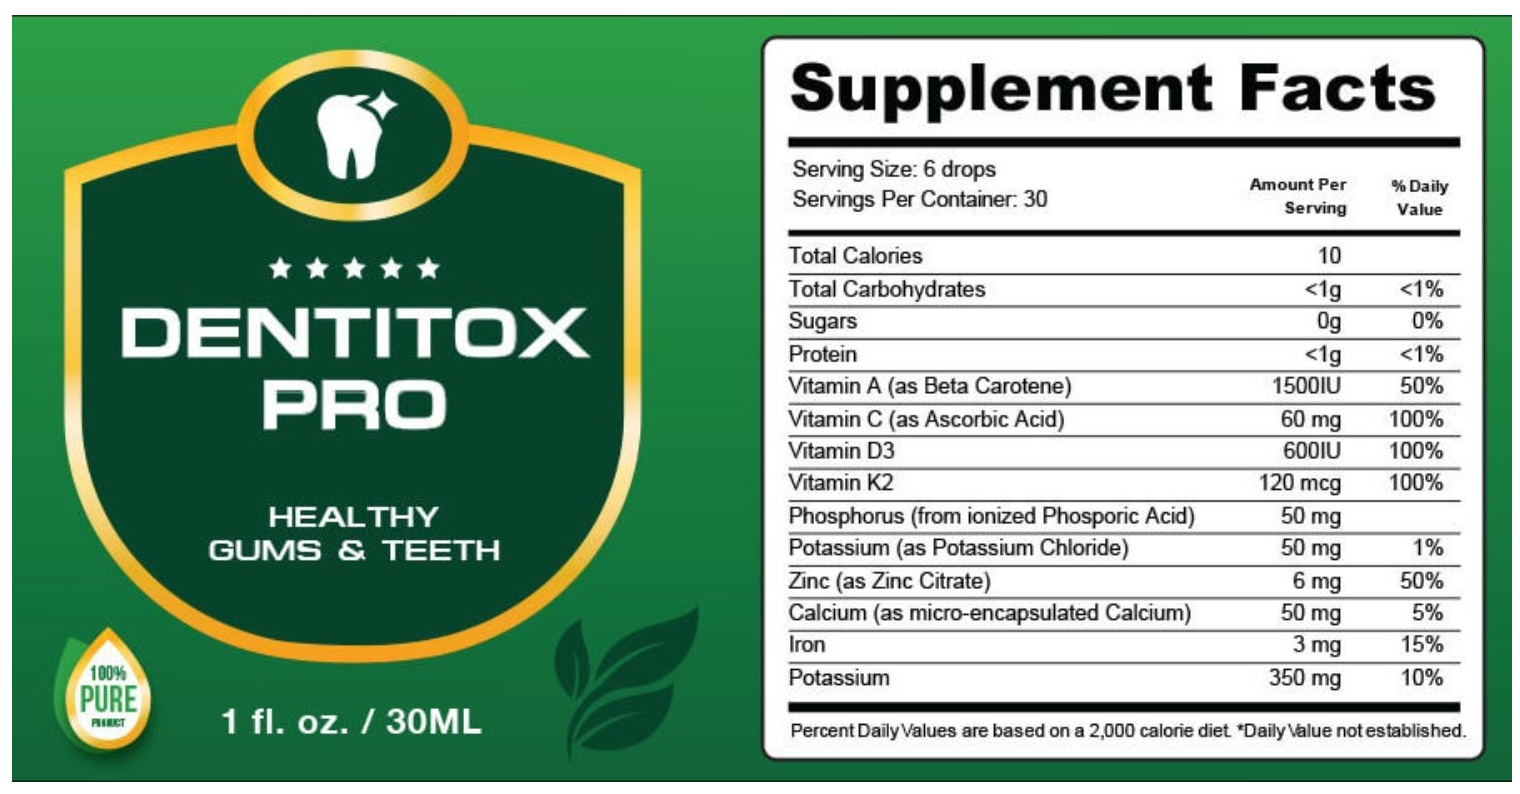 DENTITOX
PRO
HEALTHY
GUMS & TEETH
100%
PURE
PRODUCT
1 fl. oz. / 30ML
Supplement Facts
Serving Size: 6 drops
Servings Per Container: 30
Amount Per Serving
% Daily Value
Total Calories 10
Total Carbohydrates <1g <1%
Sugars 0g 0%
Protein <1g <1%
Vitamin A (as Beta Carotene) 1500IU 50%
Vitamin C (as Ascorbic Acid) 60 mg 100%
Vitamin D3 600IU 100%
Vitamin K2 120 mcg 100%
Phosphorus (from ionized Phosporic Acid) 50 mg
Potassium (as Potassium Chloride) 50 mg 1%
Zinc (as Zinc Citrate) 6 mg 50%
Calcium (as micro-encapsulated Calcium) 50 mg 5%
Iron 3 mg 15%
Potassium 350 mg 10%
Percent Daily Values are based on a 2,000 calorie diet. *Daily Value not established.